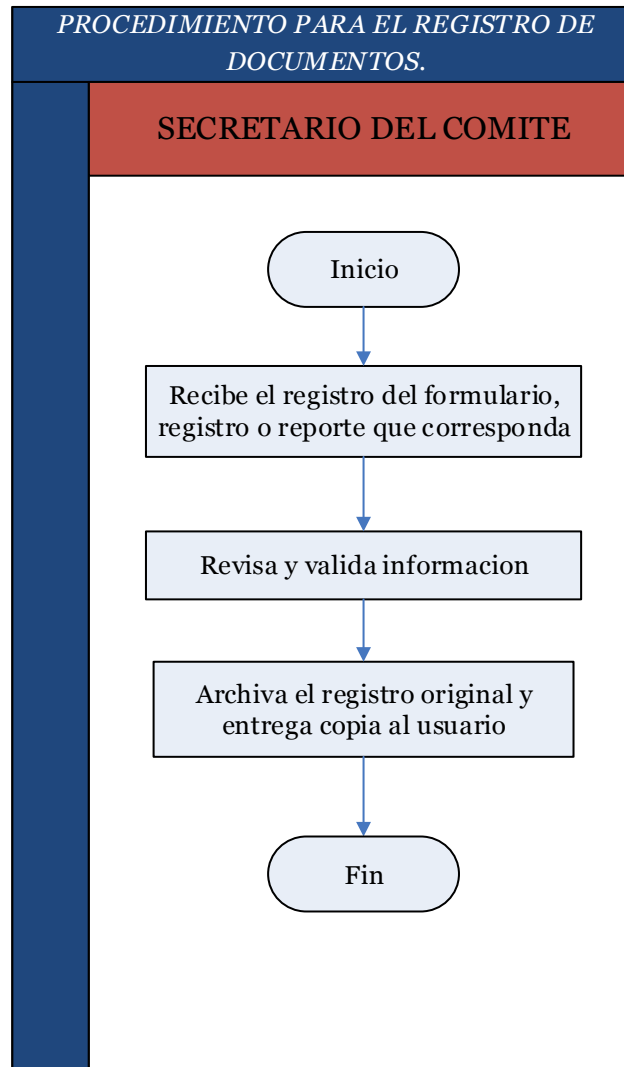 PROCEDIMIENTO PARA EL REGISTRO DE
DOCUMENTOS.
SECRETARIO DEL COMITE
Inicio
Recibe el registro del formulario,
registro o reporte que corresponda
Revisa y valida informacion
Archiva el registro original y
entrega copia al usuario
Fin